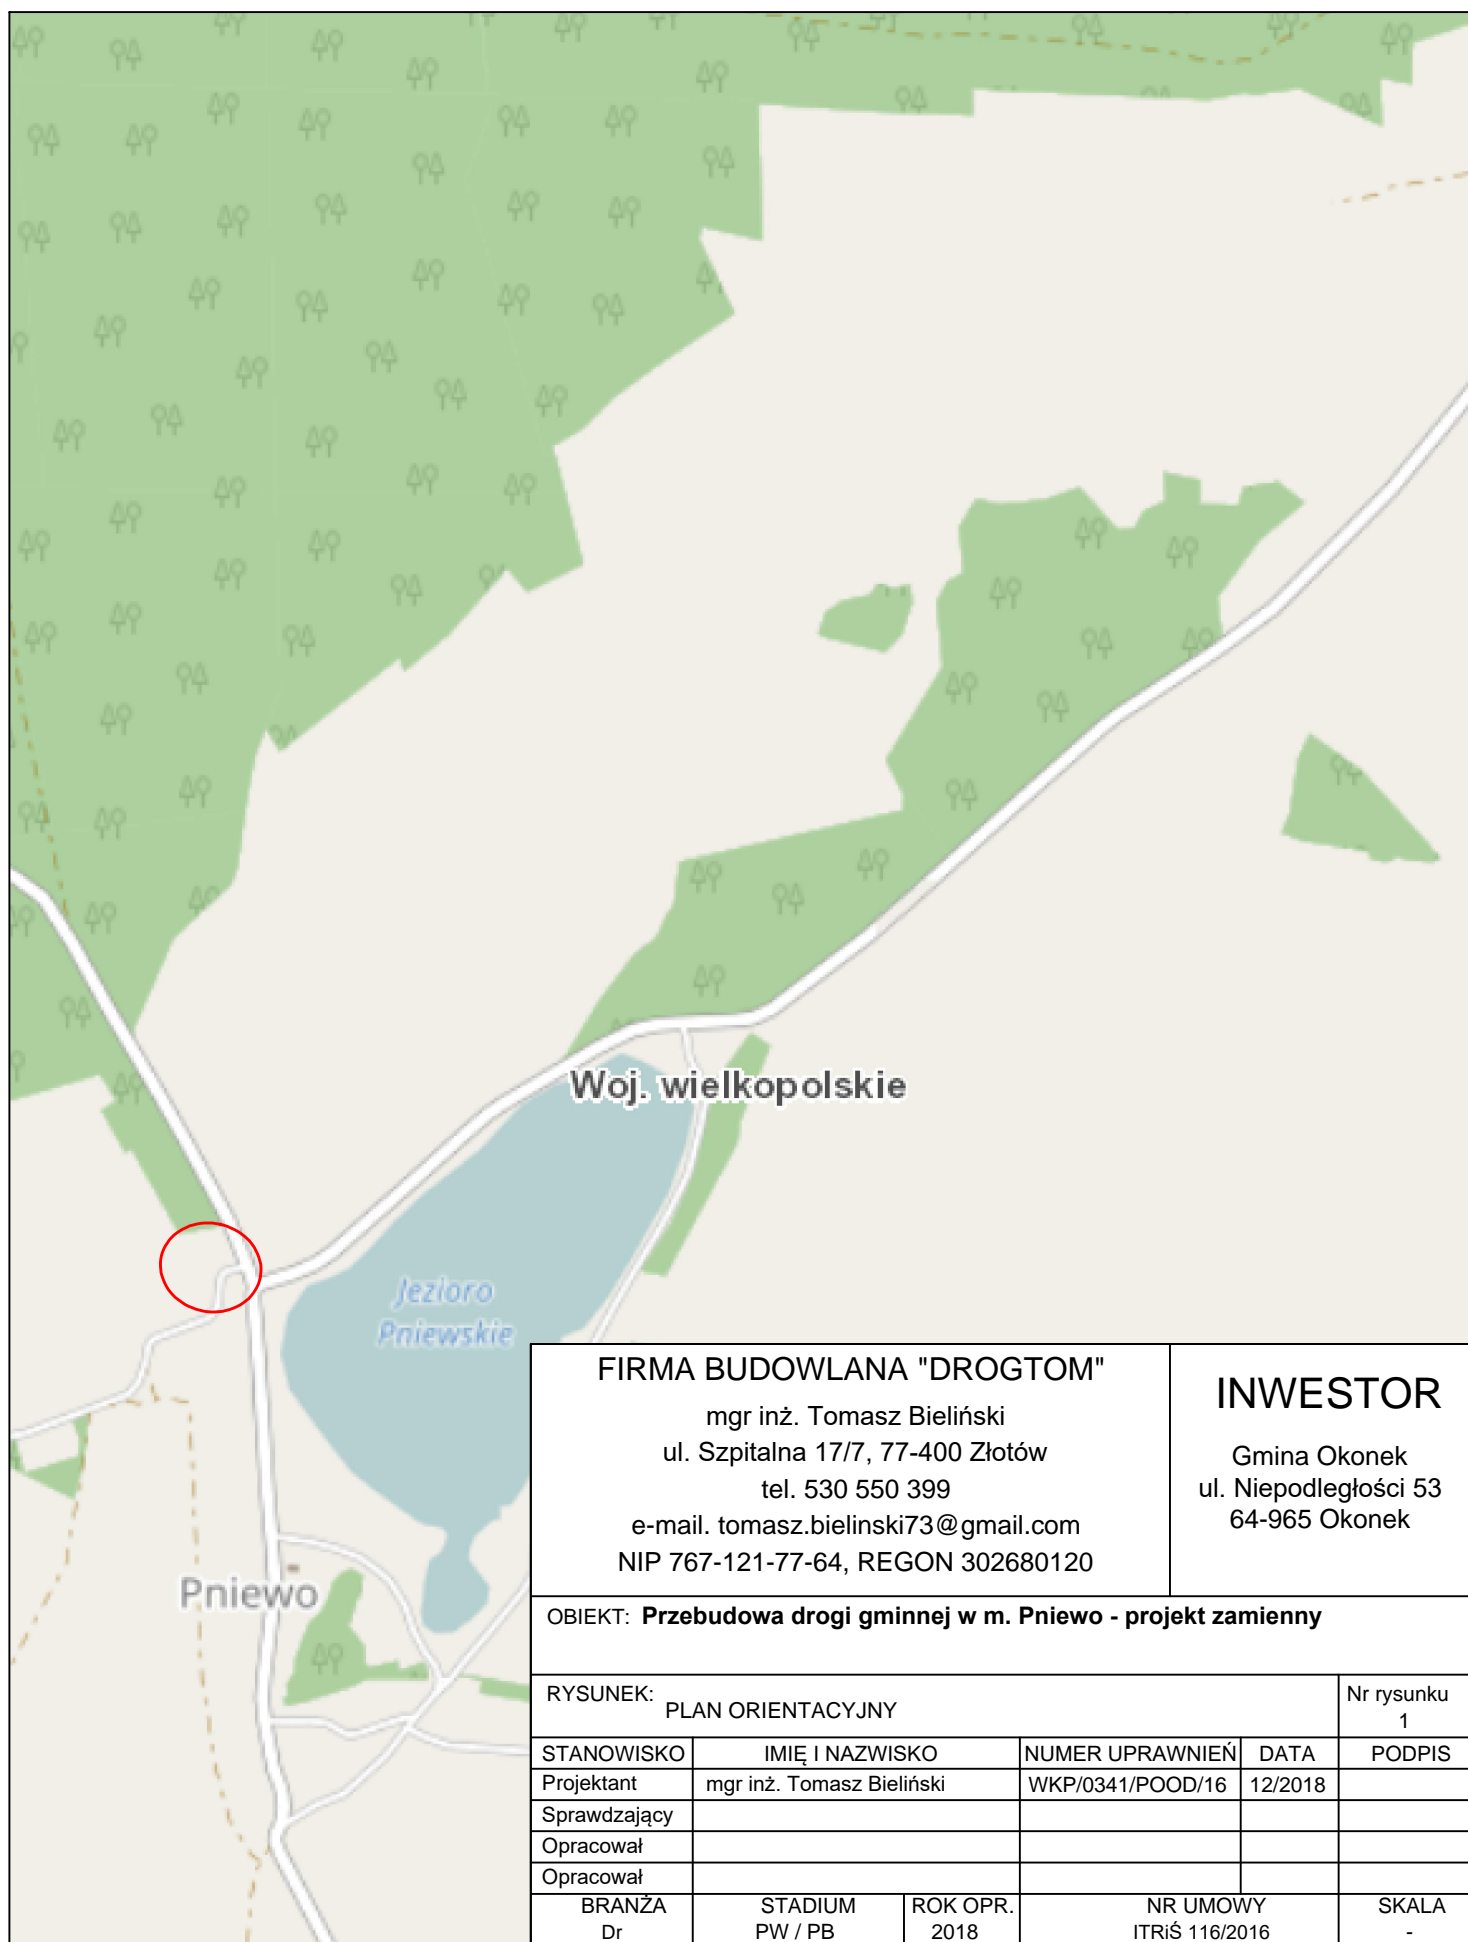 Woj. wielkopolskie
Jezioro
Pniewskie
Pniewo
FIRMA BUDOWLANA "DROGTOM"
mgr inż. Tomasz Bieliński
ul. Szpitalna 17/7, 77-400 Złotów
tel. 530 550 399
e-mail. tomasz.bielinski73@gmail.com
NIP 767-121-77-64, REGON 302680120
INWESTOR
Gmina Okonek
ul. Niepodległości 53
64-965 Okonek
OBIEKT: Przebudowa drogi gminnej w m. Pniewo - projekt zamienny
RYSUNEK: PLAN ORIENTACYJNY
Nr rysunku
1
STANOWISKO IMIĘ I NAZWISKO NUMER UPRAWNIEŃ DATA PODPIS
Projektant mgr inż. Tomasz Bieliński WKP/0341/POOD/16 12/2018
Sprawdzający
Opracował
Opracował
BRANŻA STADIUM ROK OPR. NR UMOWY SKALA
Dr PW / PB 2018 ITRiŚ 116/2016 -